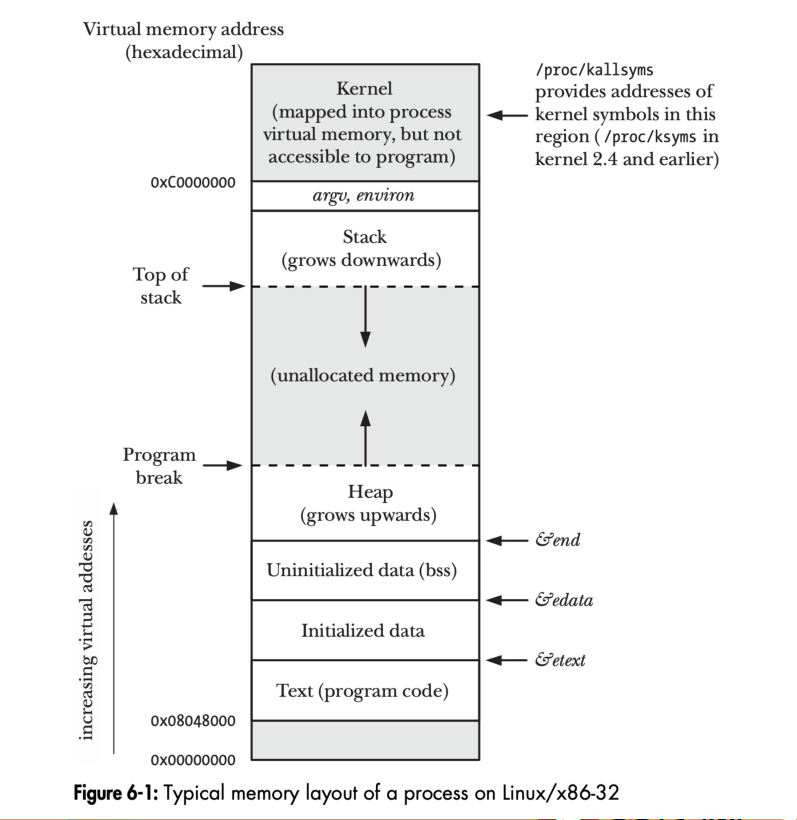 Virtual memory address
(hexadecimal)
Kernel
(mapped into process
virtual memory, but not
accessible to program)
/proc/kallsyms
provides addresses of
kernel symbols in this
region (/proc/ksyms in
kernel 2.4 and earlier)
0xC0000000
argv, environ
Stack
(grows downwards)
Top of
stack
(unallocated memory)
Program
break
Heap
(grows upwards)
&end
Uninitialized data (bss)
&edata
Initialized data
&etext
Text (program code)
0x08048000
0x00000000
increasing virtual addesses
Figure 6-1: Typical memory layout of a process on Linux/x86-32